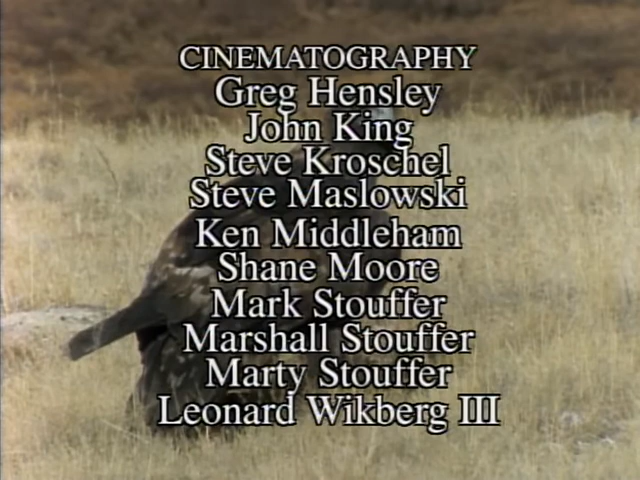 CINEMATOGRAPHY
Greg Hensley
John King
Steve Kroschel
Steve Maslowski
Ken Middleham
Shane Moore
Mark Stouffer
Marshall Stouffer
Marty Stouffer
Leonard Wikberg III